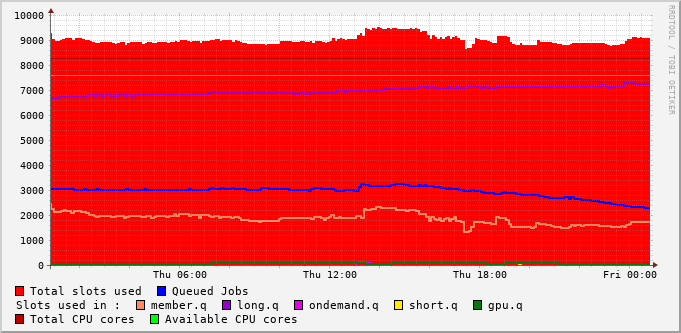 10000
9000
8000
7000
6000
5000
4000
3000
2000
1000
0
Thu 06:00 Thu 12:00 Thu 18:00 Fri 00:00
RRDTOOL / TOBI OETIKER
Total slots used Queued Jobs
Slots used in : member.q long.q ondemand.q short.q gpu.q
Total CPU cores Available CPU cores